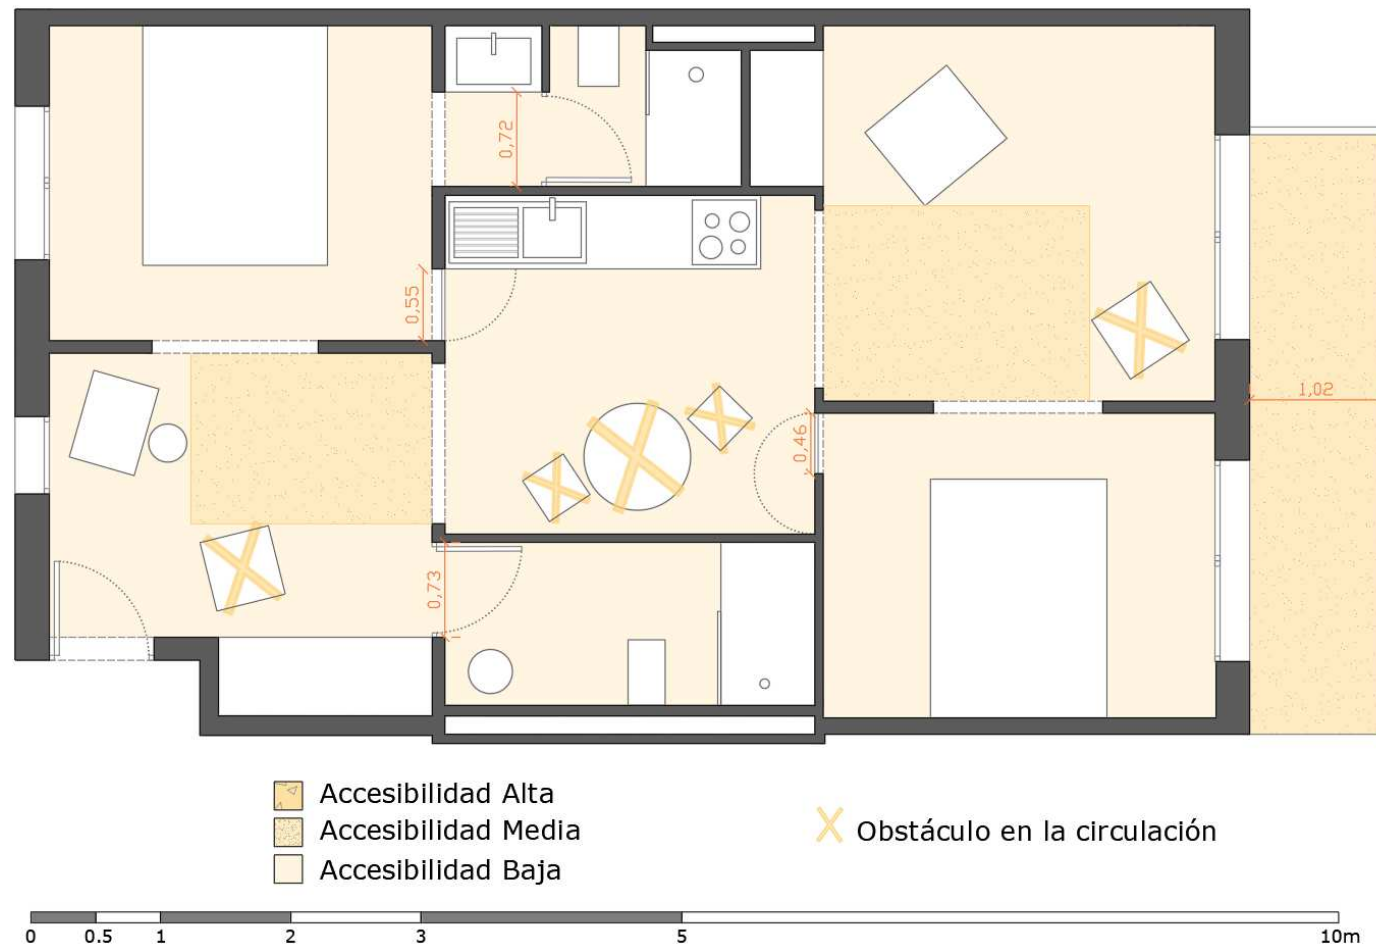 0,72
0,55
1,02
0,46
0,73
Accesibilidad Alta
Accesibilidad Media
Obstáculo en la circulación
Accesibilidad Baja
0 0.5 1 2 3 5 10m